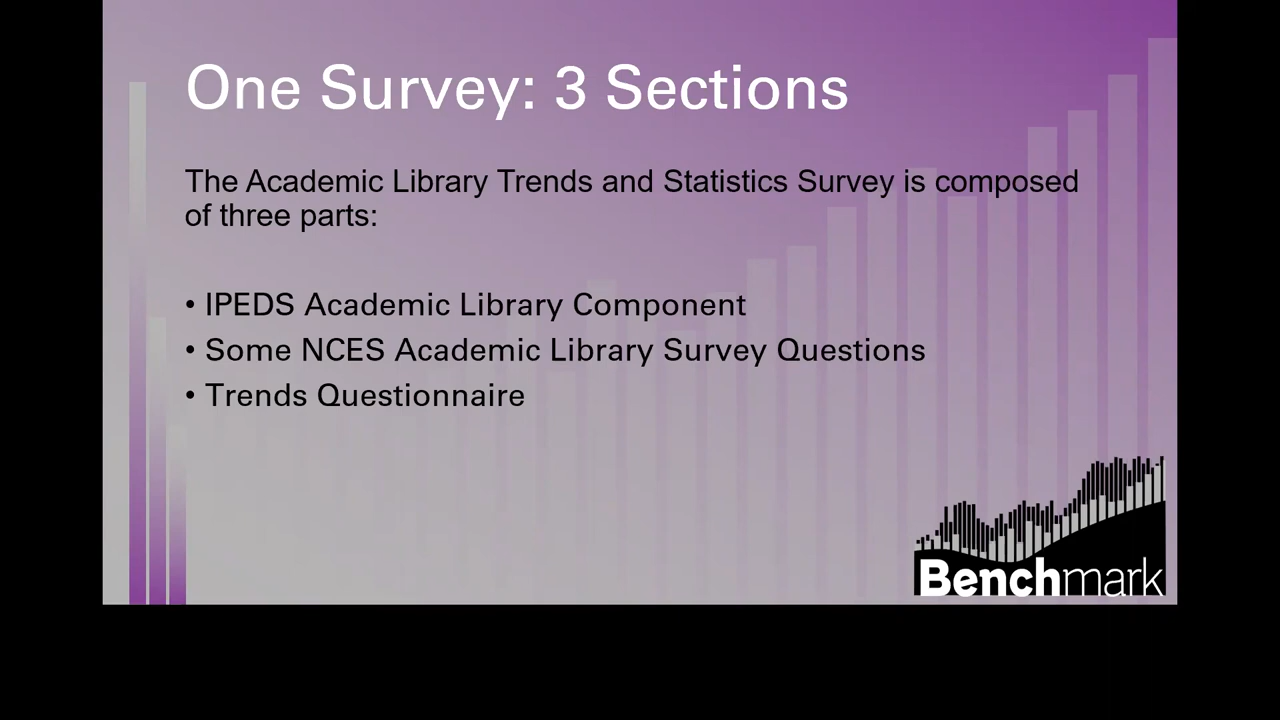 One Survey: 3 Sections
The Academic Library Trends and Statistics Survey is composed
of three parts:
• IPEDS Academic Library Component
• Some NCES Academic Library Survey Questions
• Trends Questionnaire
Benchmark